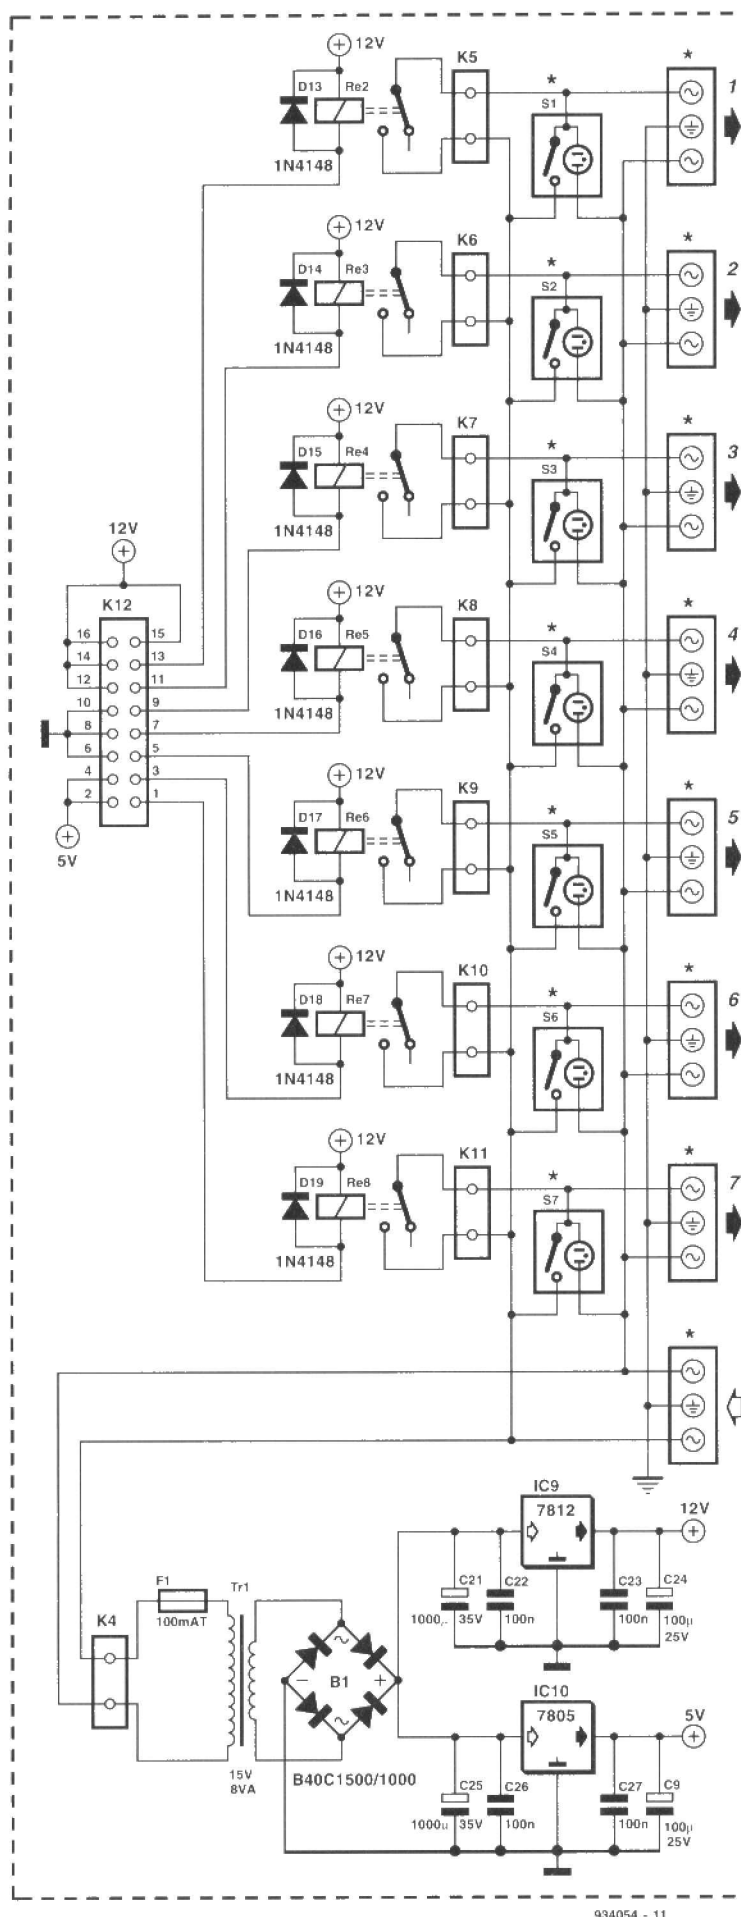 12V
K5
*
*
1
D13
Re2
S1
1N4148
12V
K6
*
*
2
D14
Re3
S2
1N4148
12V
K7
*
*
3
D15
Re4
S3
1N4148
12V
K12
16 15
14 13
12 11
10 9
8 7
6 5
4 3
2 1
5V
12V
K8
*
*
4
D16
Re5
S4
1N4148
12V
K9
*
*
5
D17
Re6
S5
1N4148
12V
K10
*
*
6
D18
Re7
S6
1N4148
12V
K11
*
*
7
D19
Re8
S7
1N4148
*
IC9
7812
12V
C21
1000µ 35V
C22
100n
C23
100n
C24
100µ
25V
K4
F1
100mAT
Tr1
15V
8VA
~
− B1 +
~
B40C1500/1000
IC10
7805
5V
C25
1000u 35V
C26
100n
C27
100n
C9
100µ
25V
934054 - 11